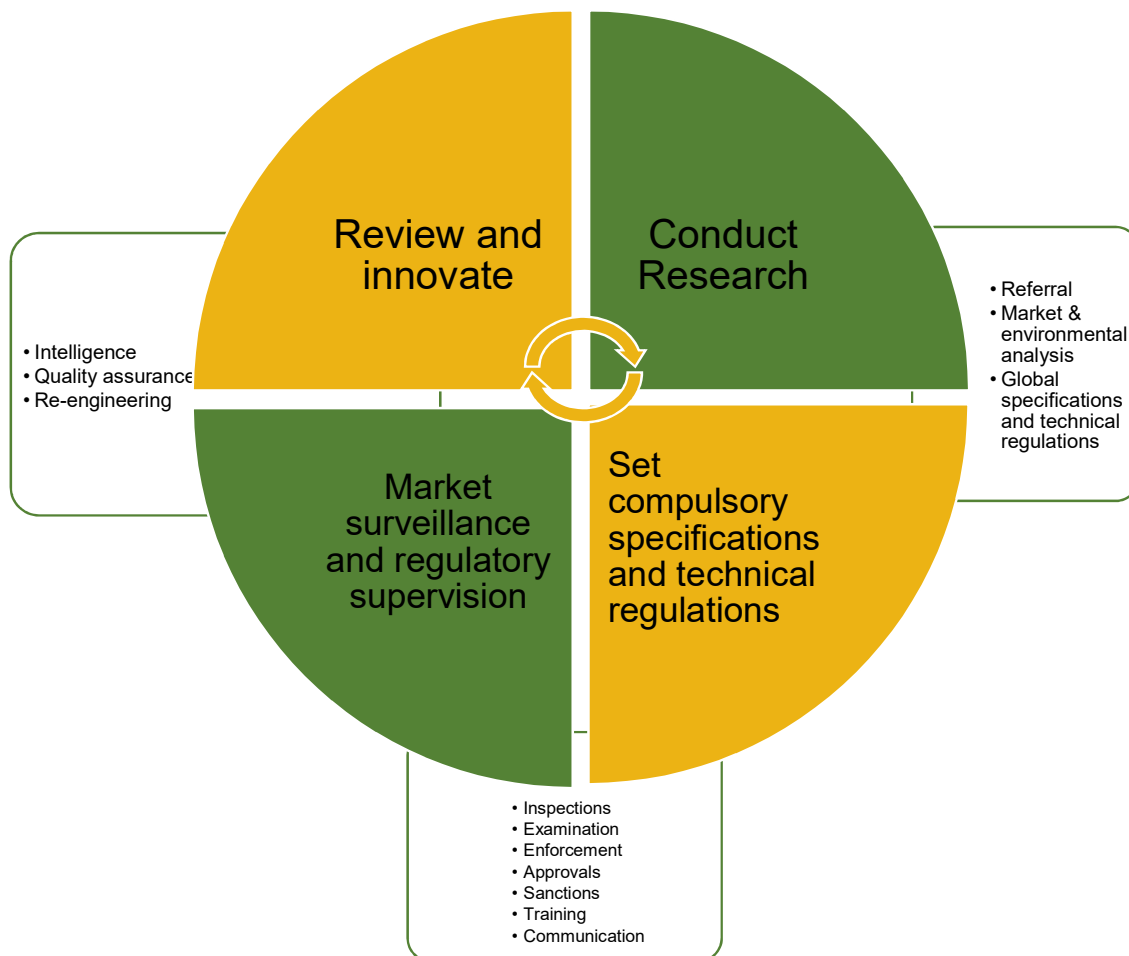 Review and
innovate
Conduct
Research
• Intelligence
• Quality assurance
• Re-engineering
• Referral
• Market &
environmental
analysis
• Global
specifications
and technical
regulations
Market
surveillance
and regulatory
supervision
Set
compulsory
specifications
and technical
regulations
• Inspections
• Examination
• Enforcement
• Approvals
• Sanctions
• Training
• Communication